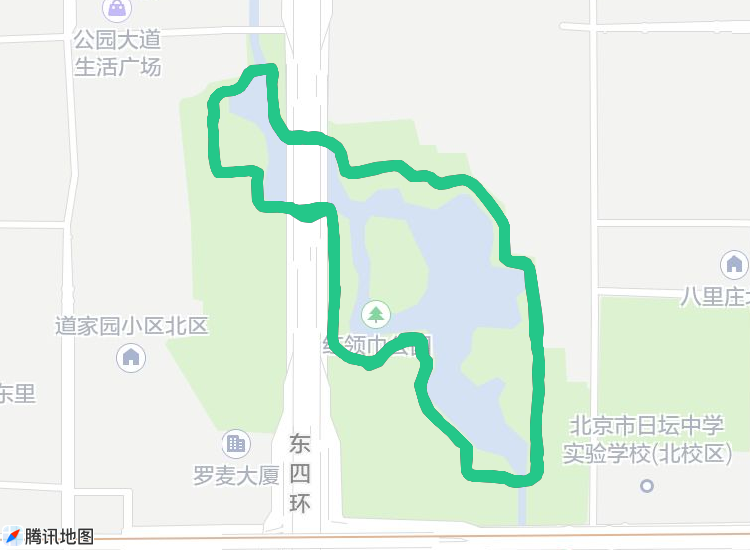 公园大道
生活广场
八里庄北
道家园小区北区
红领巾公园
东里
北京市日坛中学
实验学校(北校区)
东
四
环
罗麦大厦
腾讯地图